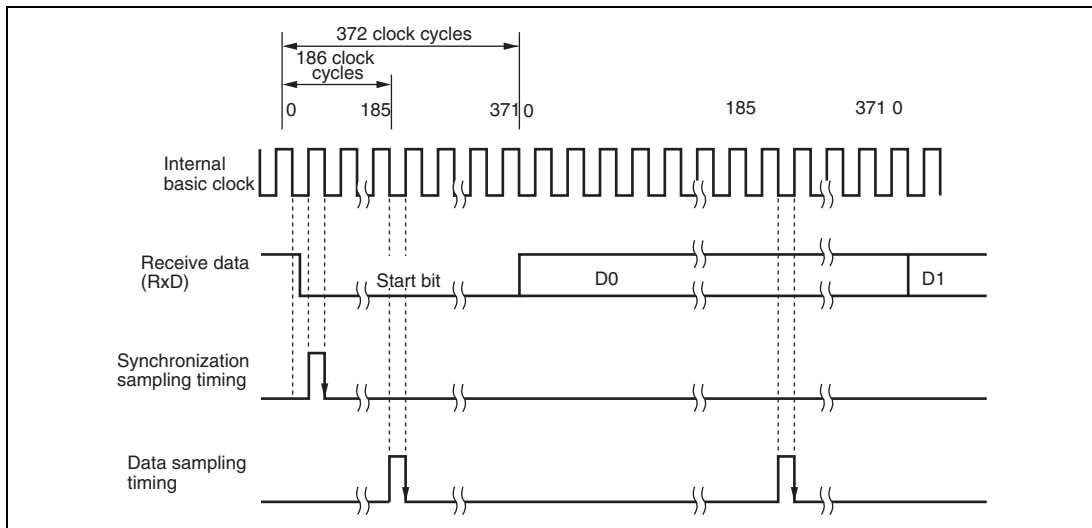 372 clock cycles
186 clock
cycles
0 185 371 0 185 371 0
Internal
basic clock
Receive data
(RxD)
Start bit D0 D1
Synchronization
sampling timing
Data sampling
timing